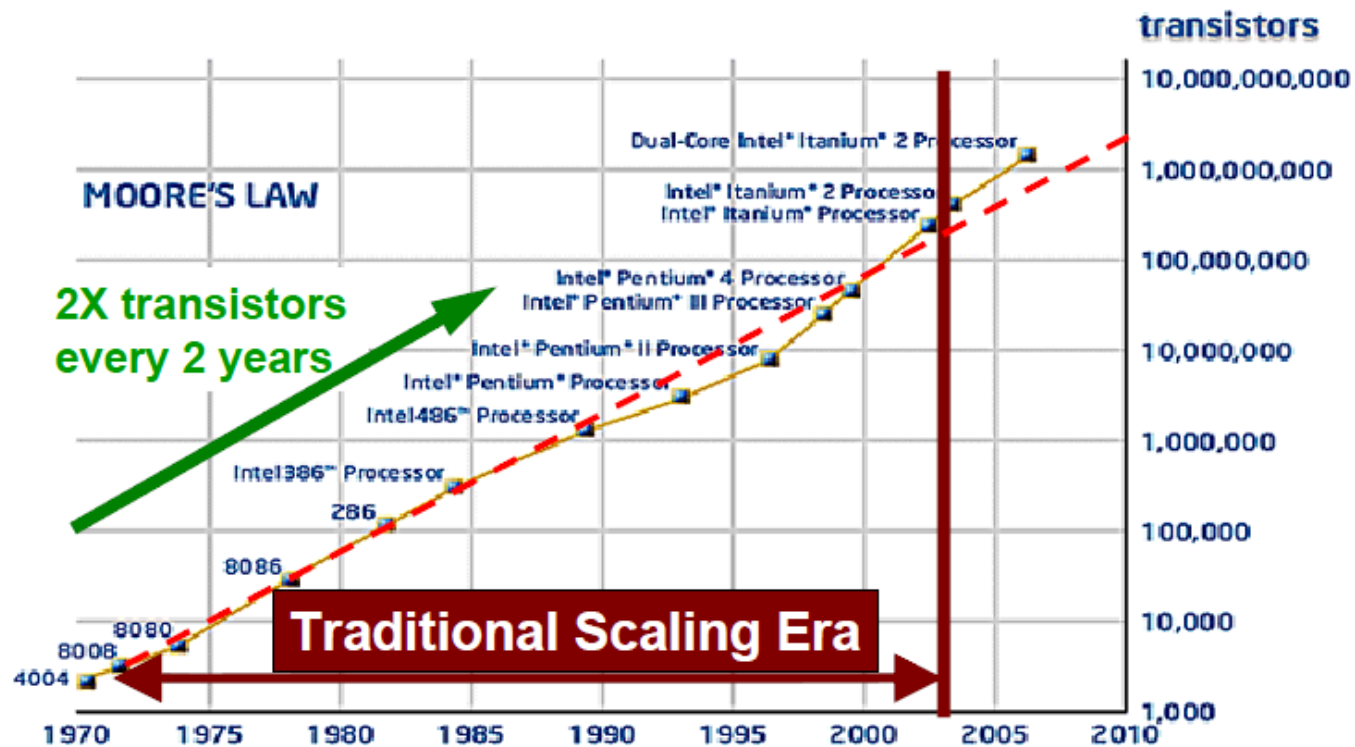 transistors
10,000,000,000
Dual-Core Intel® Itanium® 2 Processor
1,000,000,000
MOORE'S LAW
Intel® Itanium® 2 Processor
Intel® Itanium® Processor
100,000,000
Intel® Pentium® 4 Processor
Intel® Pentium® III Processor
2X transistors
every 2 years
Intel® Pentium® II Processor
10,000,000
Intel® Pentium® Processor
Intel486™ Processor
1,000,000
Intel386™ Processor
286
100,000
8086
Traditional Scaling Era
8080
10,000
8008
4004
1,000
1970 1975 1980 1985 1990 1995 2000 2005 2010